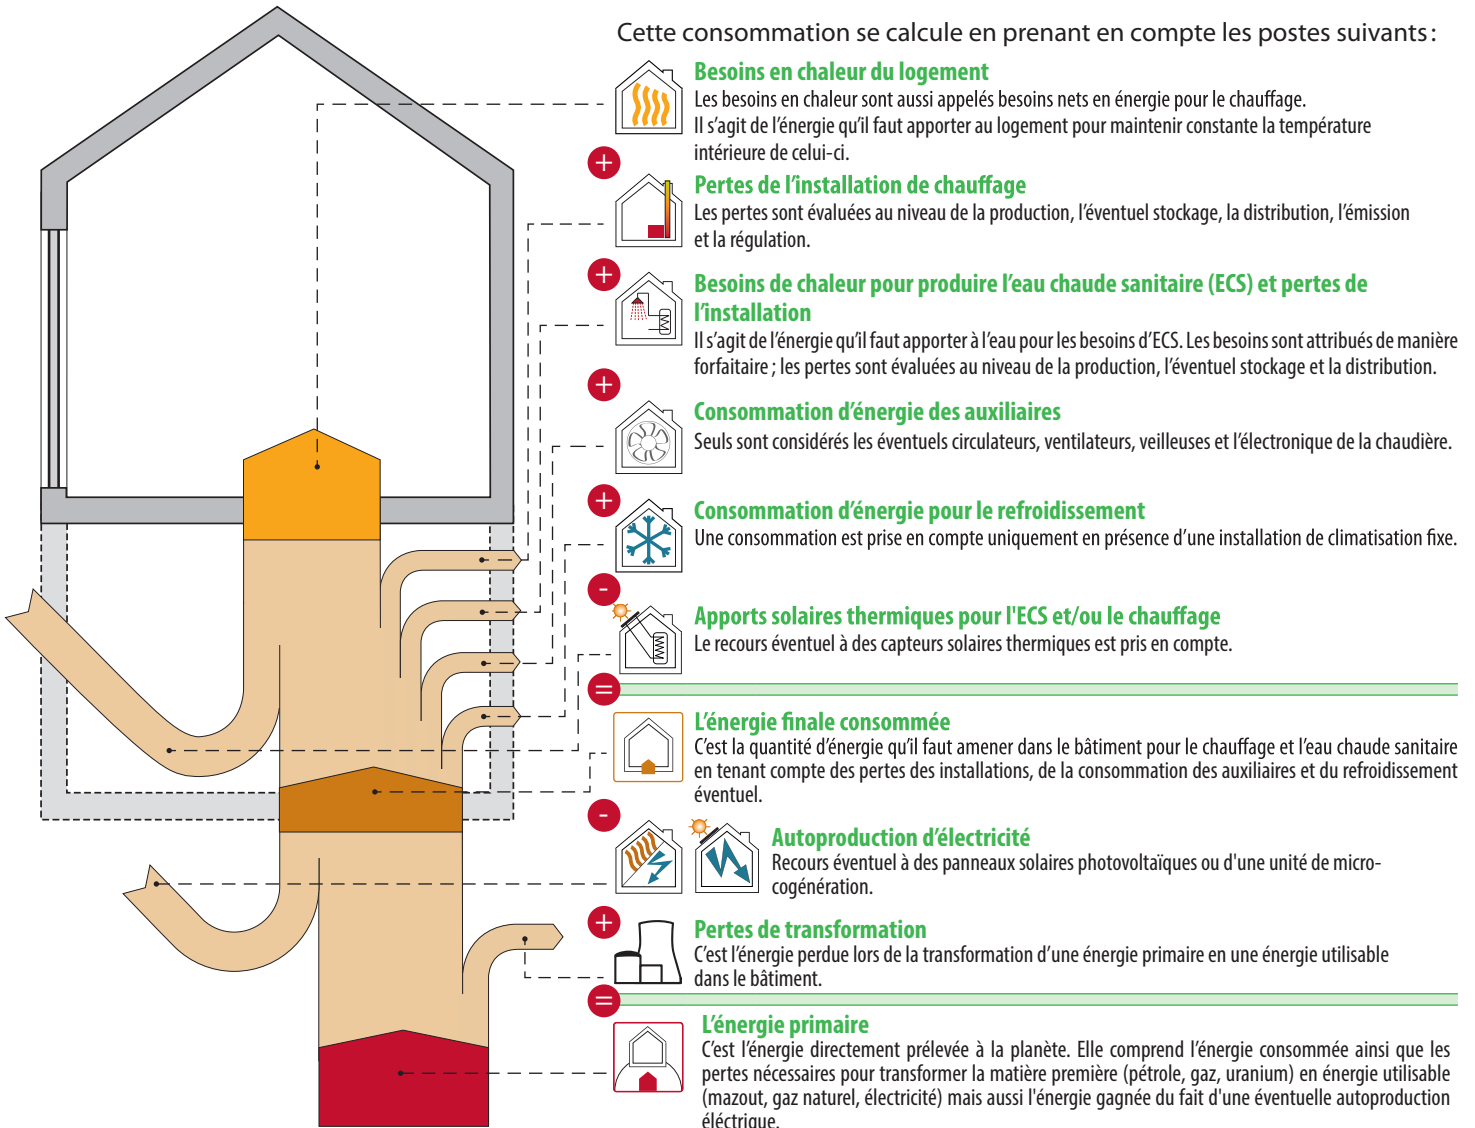 Cette consommation se calcule en prenant en compte les postes suivants :
Besoins en chaleur du logement
Les besoins en chaleur sont aussi appelés besoins nets en énergie pour le chauffage.
Il s’agit de l’énergie qu’il faut apporter au logement pour maintenir constante la température
intérieure de celui-ci.
+
Pertes de l’installation de chauffage
Les pertes sont évaluées au niveau de la production, l’éventuel stockage, la distribution, l’émission
et la régulation.
+
Besoins de chaleur pour produire l’eau chaude sanitaire (ECS) et pertes de
l’installation
Il s’agit de l’énergie qu’il faut apporter à l’eau pour les besoins d’ECS. Les besoins sont attribués de manière
forfaitaire ; les pertes sont évaluées au niveau de la production, l’éventuel stockage et la distribution.
+
Consommation d’énergie des auxiliaires
Seuls sont considérés les éventuels circulateurs, ventilateurs, veilleuses et l’électronique de la chaudière.
+
Consommation d’énergie pour le refroidissement
Une consommation est prise en compte uniquement en présence d’une installation de climatisation fixe.
-
Apports solaires thermiques pour l'ECS et/ou le chauffage
Le recours éventuel à des capteurs solaires thermiques est pris en compte.
=
L’énergie finale consommée
C’est la quantité d’énergie qu’il faut amener dans le bâtiment pour le chauffage et l’eau chaude sanitaire
en tenant compte des pertes des installations, de la consommation des auxiliaires et du refroidissement
éventuel.
-
Autoproduction d’électricité
Recours éventuel à des panneaux solaires photovoltaïques ou d'une unité de micro-
cogénération.
+
Pertes de transformation
C’est l’énergie perdue lors de la transformation d’une énergie primaire en une énergie utilisable
dans le bâtiment.
=
L’énergie primaire
C’est l’énergie directement prélevée à la planète. Elle comprend l’énergie consommée ainsi que les
pertes nécessaires pour transformer la matière première (pétrole, gaz, uranium) en énergie utilisable
(mazout, gaz naturel, électricité) mais aussi l'énergie gagnée du fait d'une éventuelle autoproduction
éléctrique.